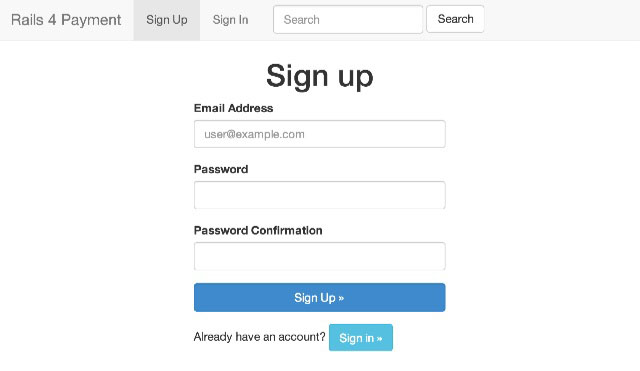 Rails 4 Payment Sign Up Sign In Search Search
Sign up
Email Address
user@example.com
Password
Password Confirmation
Sign Up »
Already have an account? Sign in »